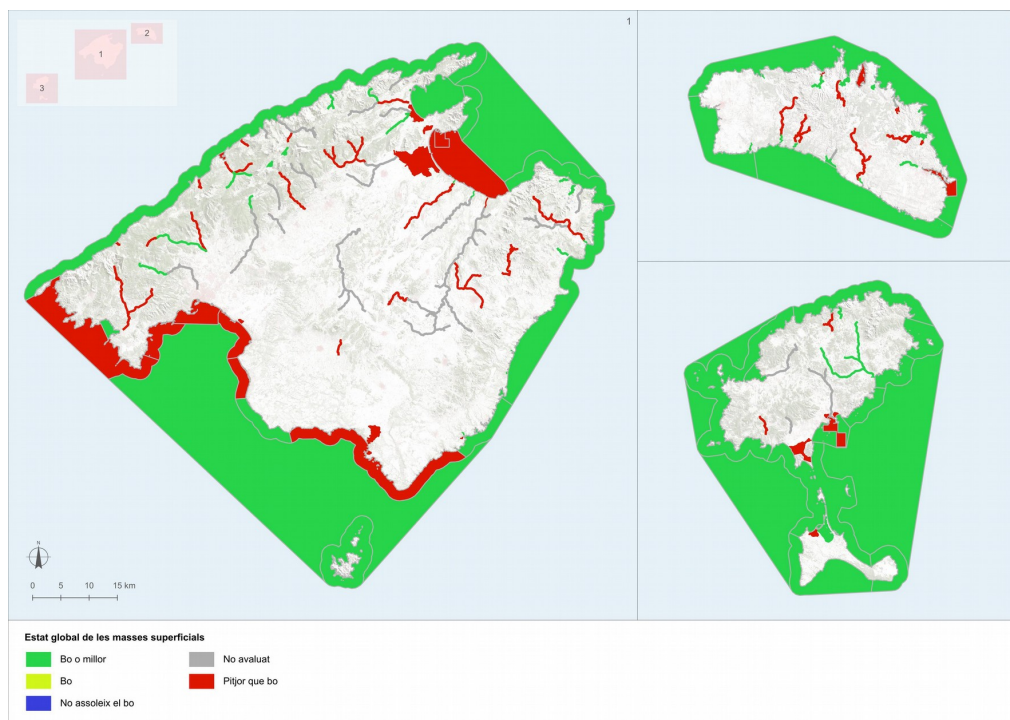 1
2
3
1
N
0 5 10 15 km
Estat global de les masses superficials
Bo o millor
Bo
No assoleix el bo
No avaluat
Pitjor que bo